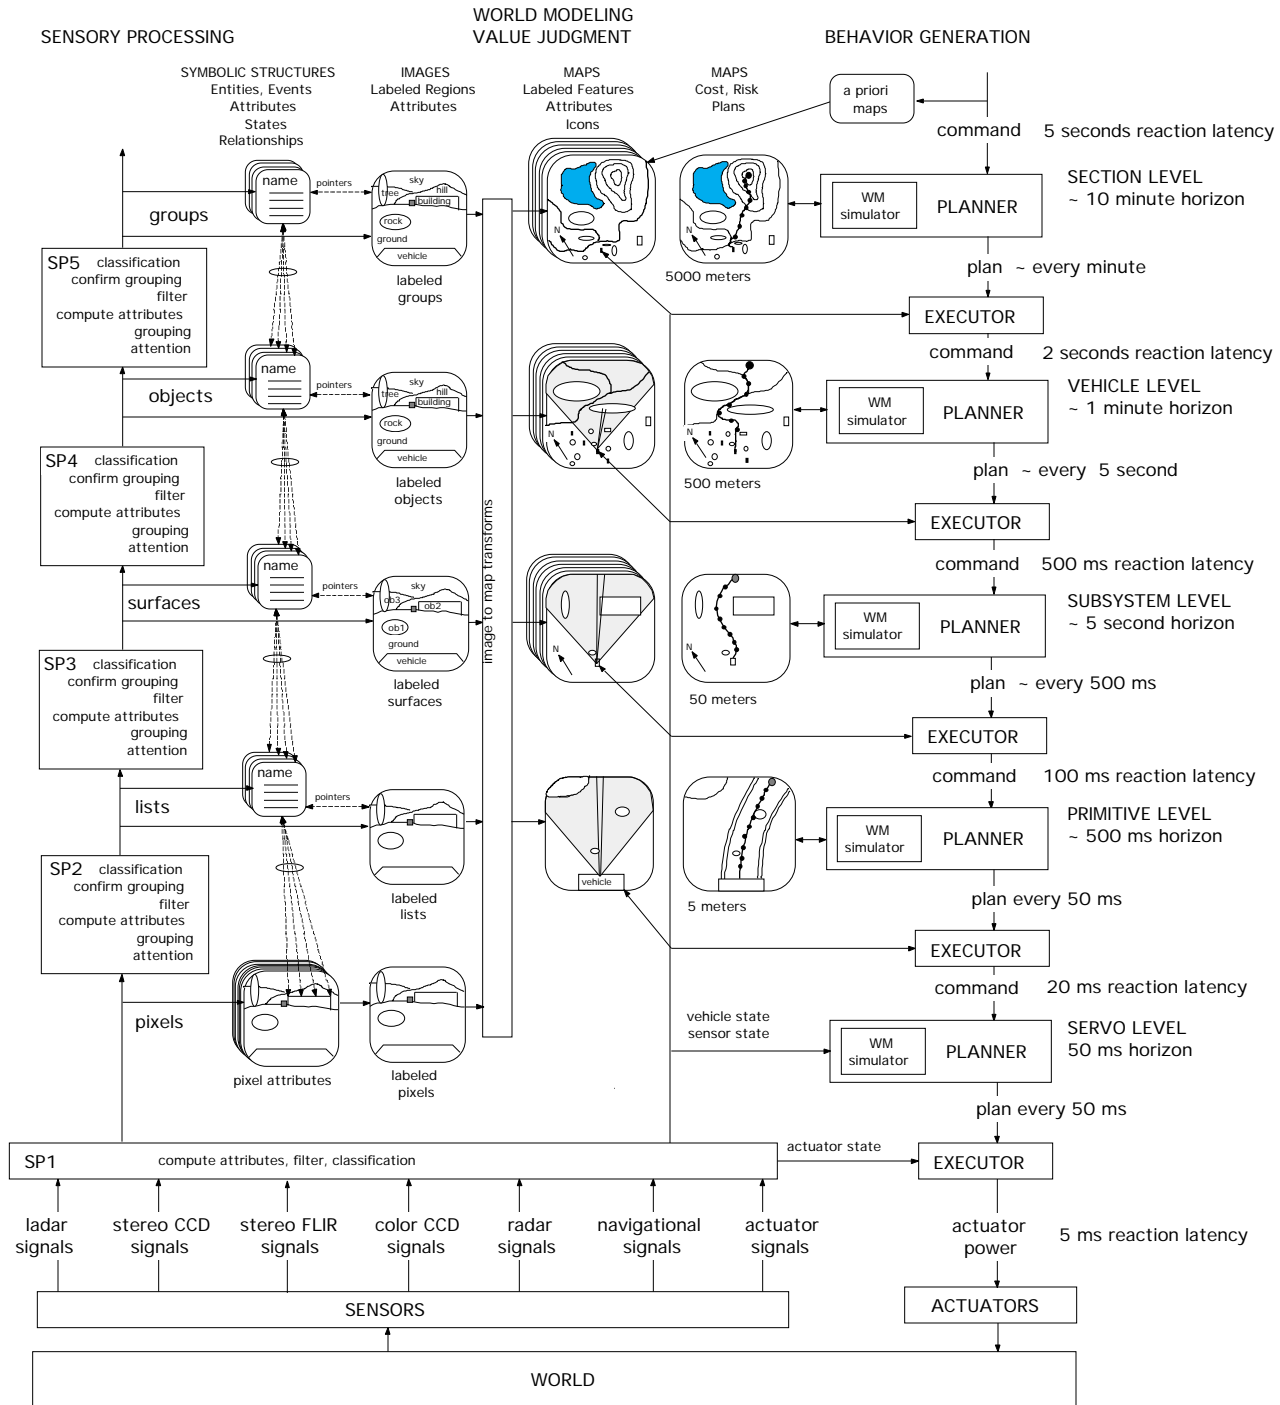 WORLD MODELING
VALUE JUDGMENT
SENSORY PROCESSING
BEHAVIOR GENERATION
SYMBOLIC STRUCTURES
Entities, Events
Attributes
States
Relationships
IMAGES
Labeled Regions
Attributes
MAPS
Labeled Features
Attributes
Icons
MAPS
Cost, Risk
Plans
a priori
maps
command 5 seconds reaction latency
groups
name
pointers
sky
tree
hill
building
rock
ground
vehicle
labeled
groups
N
N
5000 meters
WM
simulator
PLANNER
SECTION LEVEL
~ 10 minute horizon
plan ~ every minute
EXECUTOR
SP5 classification
confirm grouping
filter
compute attributes
grouping
attention
command 2 seconds reaction latency
objects
name
pointers
sky
tree
hill
building
rock
ground
vehicle
labeled
objects
N
N
500 meters
WM
simulator
PLANNER
VEHICLE LEVEL
~ 1 minute horizon
plan ~ every 5 second
EXECUTOR
SP4 classification
confirm grouping
filter
compute attributes
grouping
attention
image to map transforms
command 500 ms reaction latency
surfaces
name
pointers
sky
ob3
ob2
ob1
ground
vehicle
labeled
surfaces
N
N
50 meters
WM
simulator
PLANNER
SUBSYSTEM LEVEL
~ 5 second horizon
plan ~ every 500 ms
EXECUTOR
SP3 classification
confirm grouping
filter
compute attributes
grouping
attention
command 100 ms reaction latency
lists
name
pointers
labeled
lists
vehicle
5 meters
WM
simulator
PLANNER
PRIMITIVE LEVEL
~ 500 ms horizon
plan every 50 ms
EXECUTOR
SP2 classification
confirm grouping
filter
compute attributes
grouping
attention
command 20 ms reaction latency
pixels
pixel attributes
labeled
pixels
vehicle state
sensor state
WM
simulator
PLANNER
SERVO LEVEL
50 ms horizon
plan every 50 ms
SP1 compute attributes, filter, classification
actuator state
EXECUTOR
ladar
signals
stereo CCD
signals
stereo FLIR
signals
color CCD
signals
radar
signals
navigational
signals
actuator
signals
actuator
power
5 ms reaction latency
SENSORS
ACTUATORS
WORLD